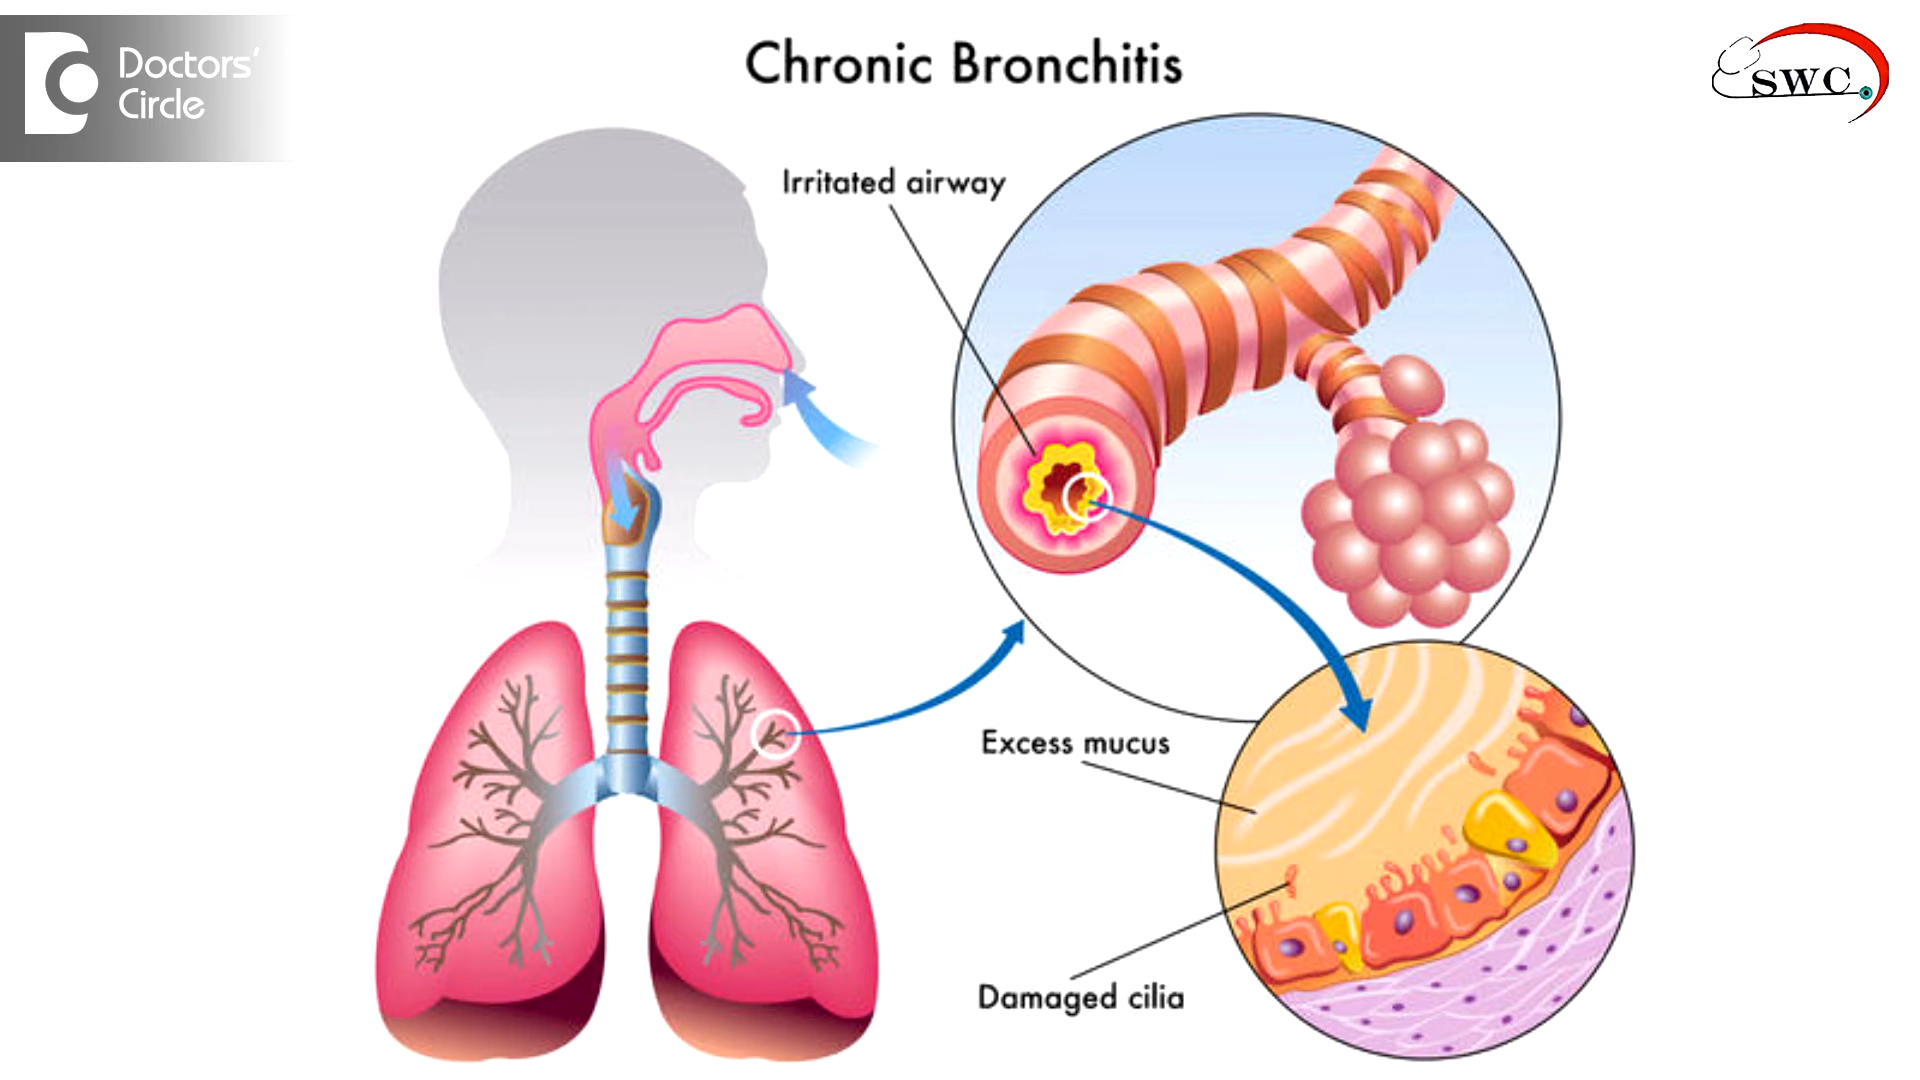 Doctors'
Circle
Chronic Bronchitis
SWC
Irritated airway
Excess mucus
Damaged cilia